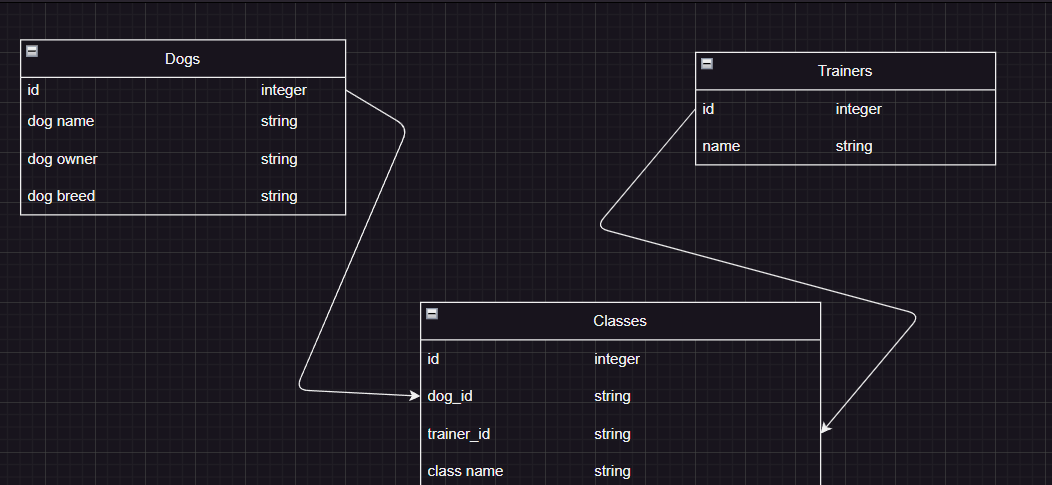 Dogs
id integer
dog name string
dog owner string
dog breed string
Trainers
id integer
name string
Classes
id integer
dog_id string
trainer_id string
class name string